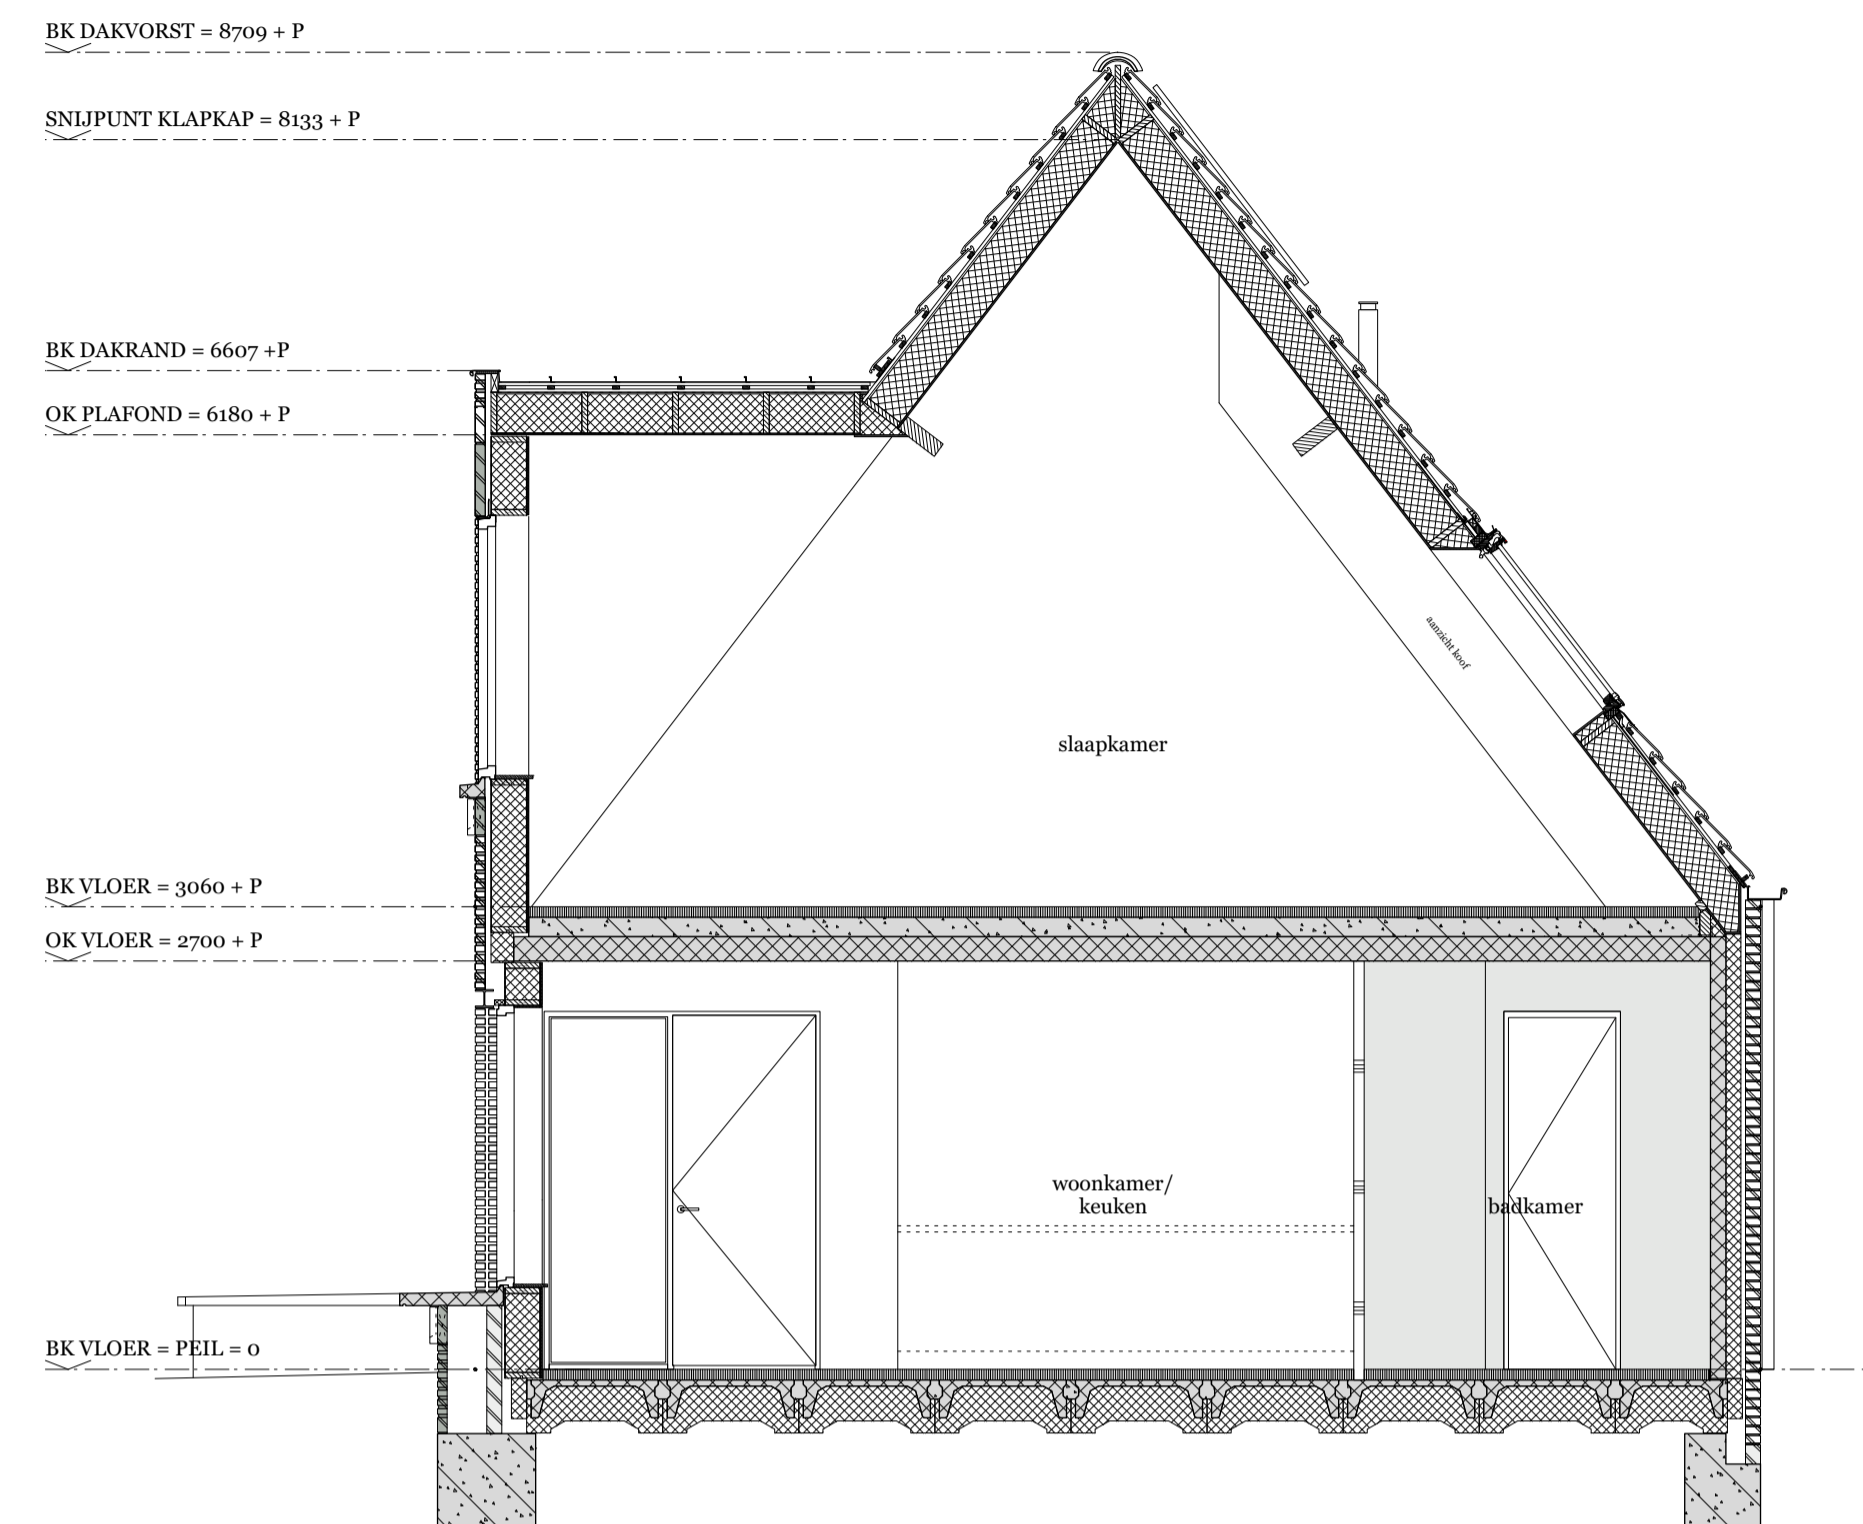 BK DAKVORST = 8709 + P
SNIJPUNT KLAPKAP = 8133 + P
BK DAKRAND = 6607 +P
OK PLAFOND = 6180 + P
aanzicht koof
slaapkamer
BK VLOER = 3060 + P
OK VLOER = 2700 + P
woonkamer/
keuken
badkamer
BK VLOER = PEIL = 0